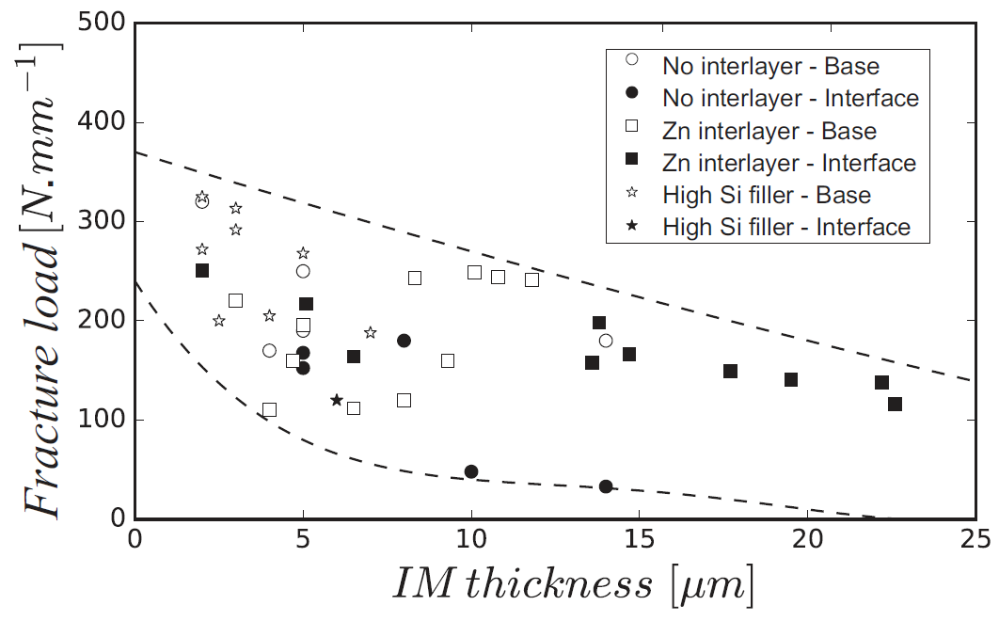 500
400
300
200
100
0
Fracture load [N.mm⁻¹]
No interlayer - Base
No interlayer - Interface
Zn interlayer - Base
Zn interlayer - Interface
High Si filler - Base
High Si filler - Interface
0 5 10 15 20 25
IM thickness [μm]